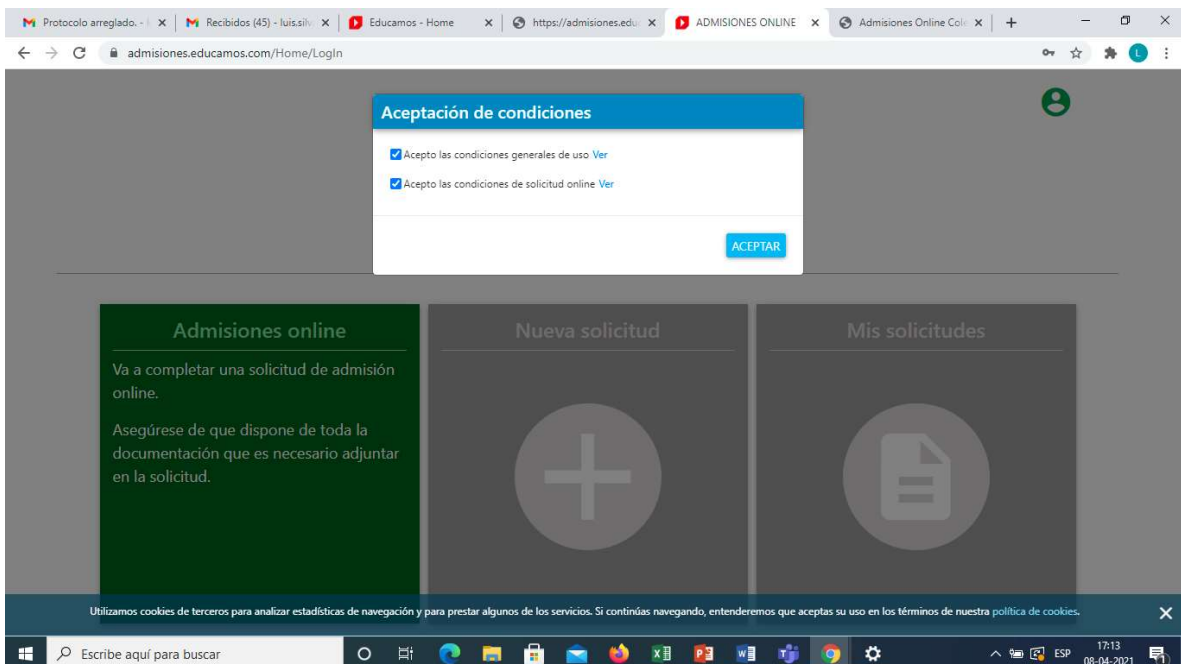 Protocolo arreglado. -
Recibidos (45) - luis.silv
Educamos - Home
https://admisiones.edu
ADMISIONES ONLINE
Admisiones Online Cole
admisiones.educamos.com/Home/LogIn
L
Aceptación de condiciones
Acepto las condiciones generales de uso Ver
Acepto las condiciones de solicitud online Ver
ACEPTAR
Admisiones online
Va a completar una solicitud de admisión
online.
Asegúrese de que dispone de toda la
documentación que es necesario adjuntar
en la solicitud.
Nueva solicitud
Mis solicitudes
Utilizamos cookies de terceros para analizar estadísticas de navegación y para prestar algunos de los servicios. Si continúas navegando, entenderemos que aceptas su uso en los términos de nuestra política de cookies.
Escribe aquí para buscar
ESP
17:13
08-04-2021